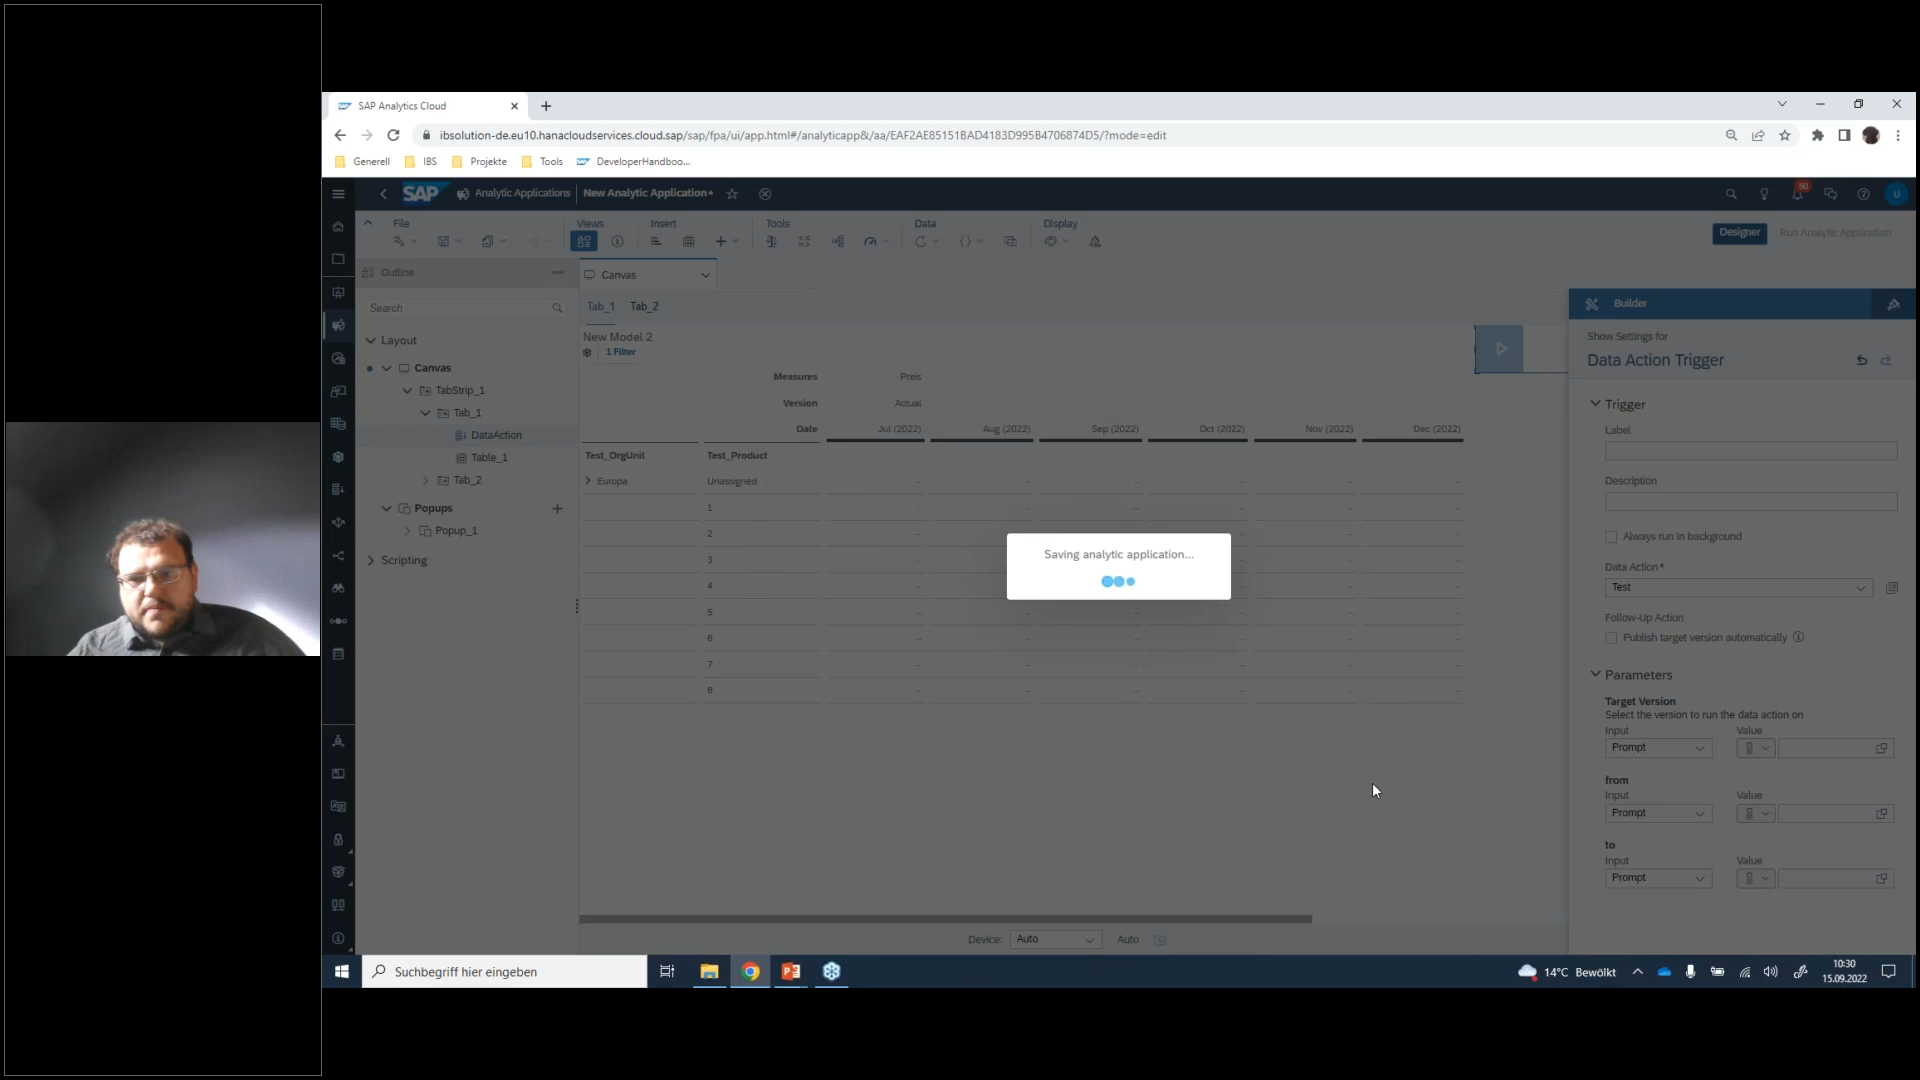 SAP Analytics Cloud
ibsolution-de.eu10.hanacloudservices.cloud.sap/sap/fpa/ui/app.html#/analyticapp&/aa/EAF2AE85151BAD4183D995B4706874D5/?mode=edit
Generell IBS Projekte Tools DeveloperHandboo...
SAP Analytic Applications New Analytic Application* 50 U
File Views Insert Tools Data Display
Designer Run Analytic Application
Outline
Canvas
Search
Tab_1 Tab_2
Builder
New Model 2
1 Filter
Show Settings for
Data Action Trigger
Layout
Canvas
TabStrip_1
Tab_1
DataAction
Table_1
Tab_2
Popups
Popup_1
Scripting
Measures Preis
Version Actual
Date Jul (2022) Aug (2022) Sep (2022) Oct (2022) Nov (2022) Dec (2022)
Test_OrgUnit Test_Product
Europa Unassigned – – – – – –
1 – – – – – –
2 – – – – –
3 – – – – –
4 – – – – –
5 – – – – –
6 – – – – – –
7 – – – – – –
8 – – – – – –
Saving analytic application...
Trigger
Label
Description
Always run in background
Data Action*
Test
Follow-Up Action
Publish target version automatically
Parameters
Target Version
Select the version to run the data action on
Input Value
Prompt
from
Input Value
Prompt
to
Input Value
Prompt
Device: Auto Auto
Suchbegriff hier eingeben
14°C Bewölkt
10:30
15.09.2022